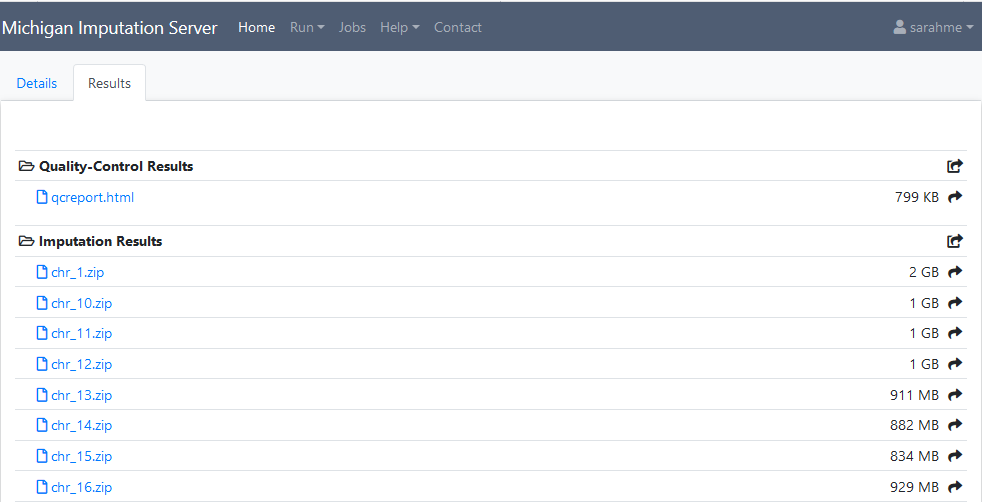 Michigan Imputation Server Home Run Jobs Help Contact sarahme
Details Results
Quality-Control Results
qcreport.html 799 KB
Imputation Results
chr_1.zip 2 GB
chr_10.zip 1 GB
chr_11.zip 1 GB
chr_12.zip 1 GB
chr_13.zip 911 MB
chr_14.zip 882 MB
chr_15.zip 834 MB
chr_16.zip 929 MB